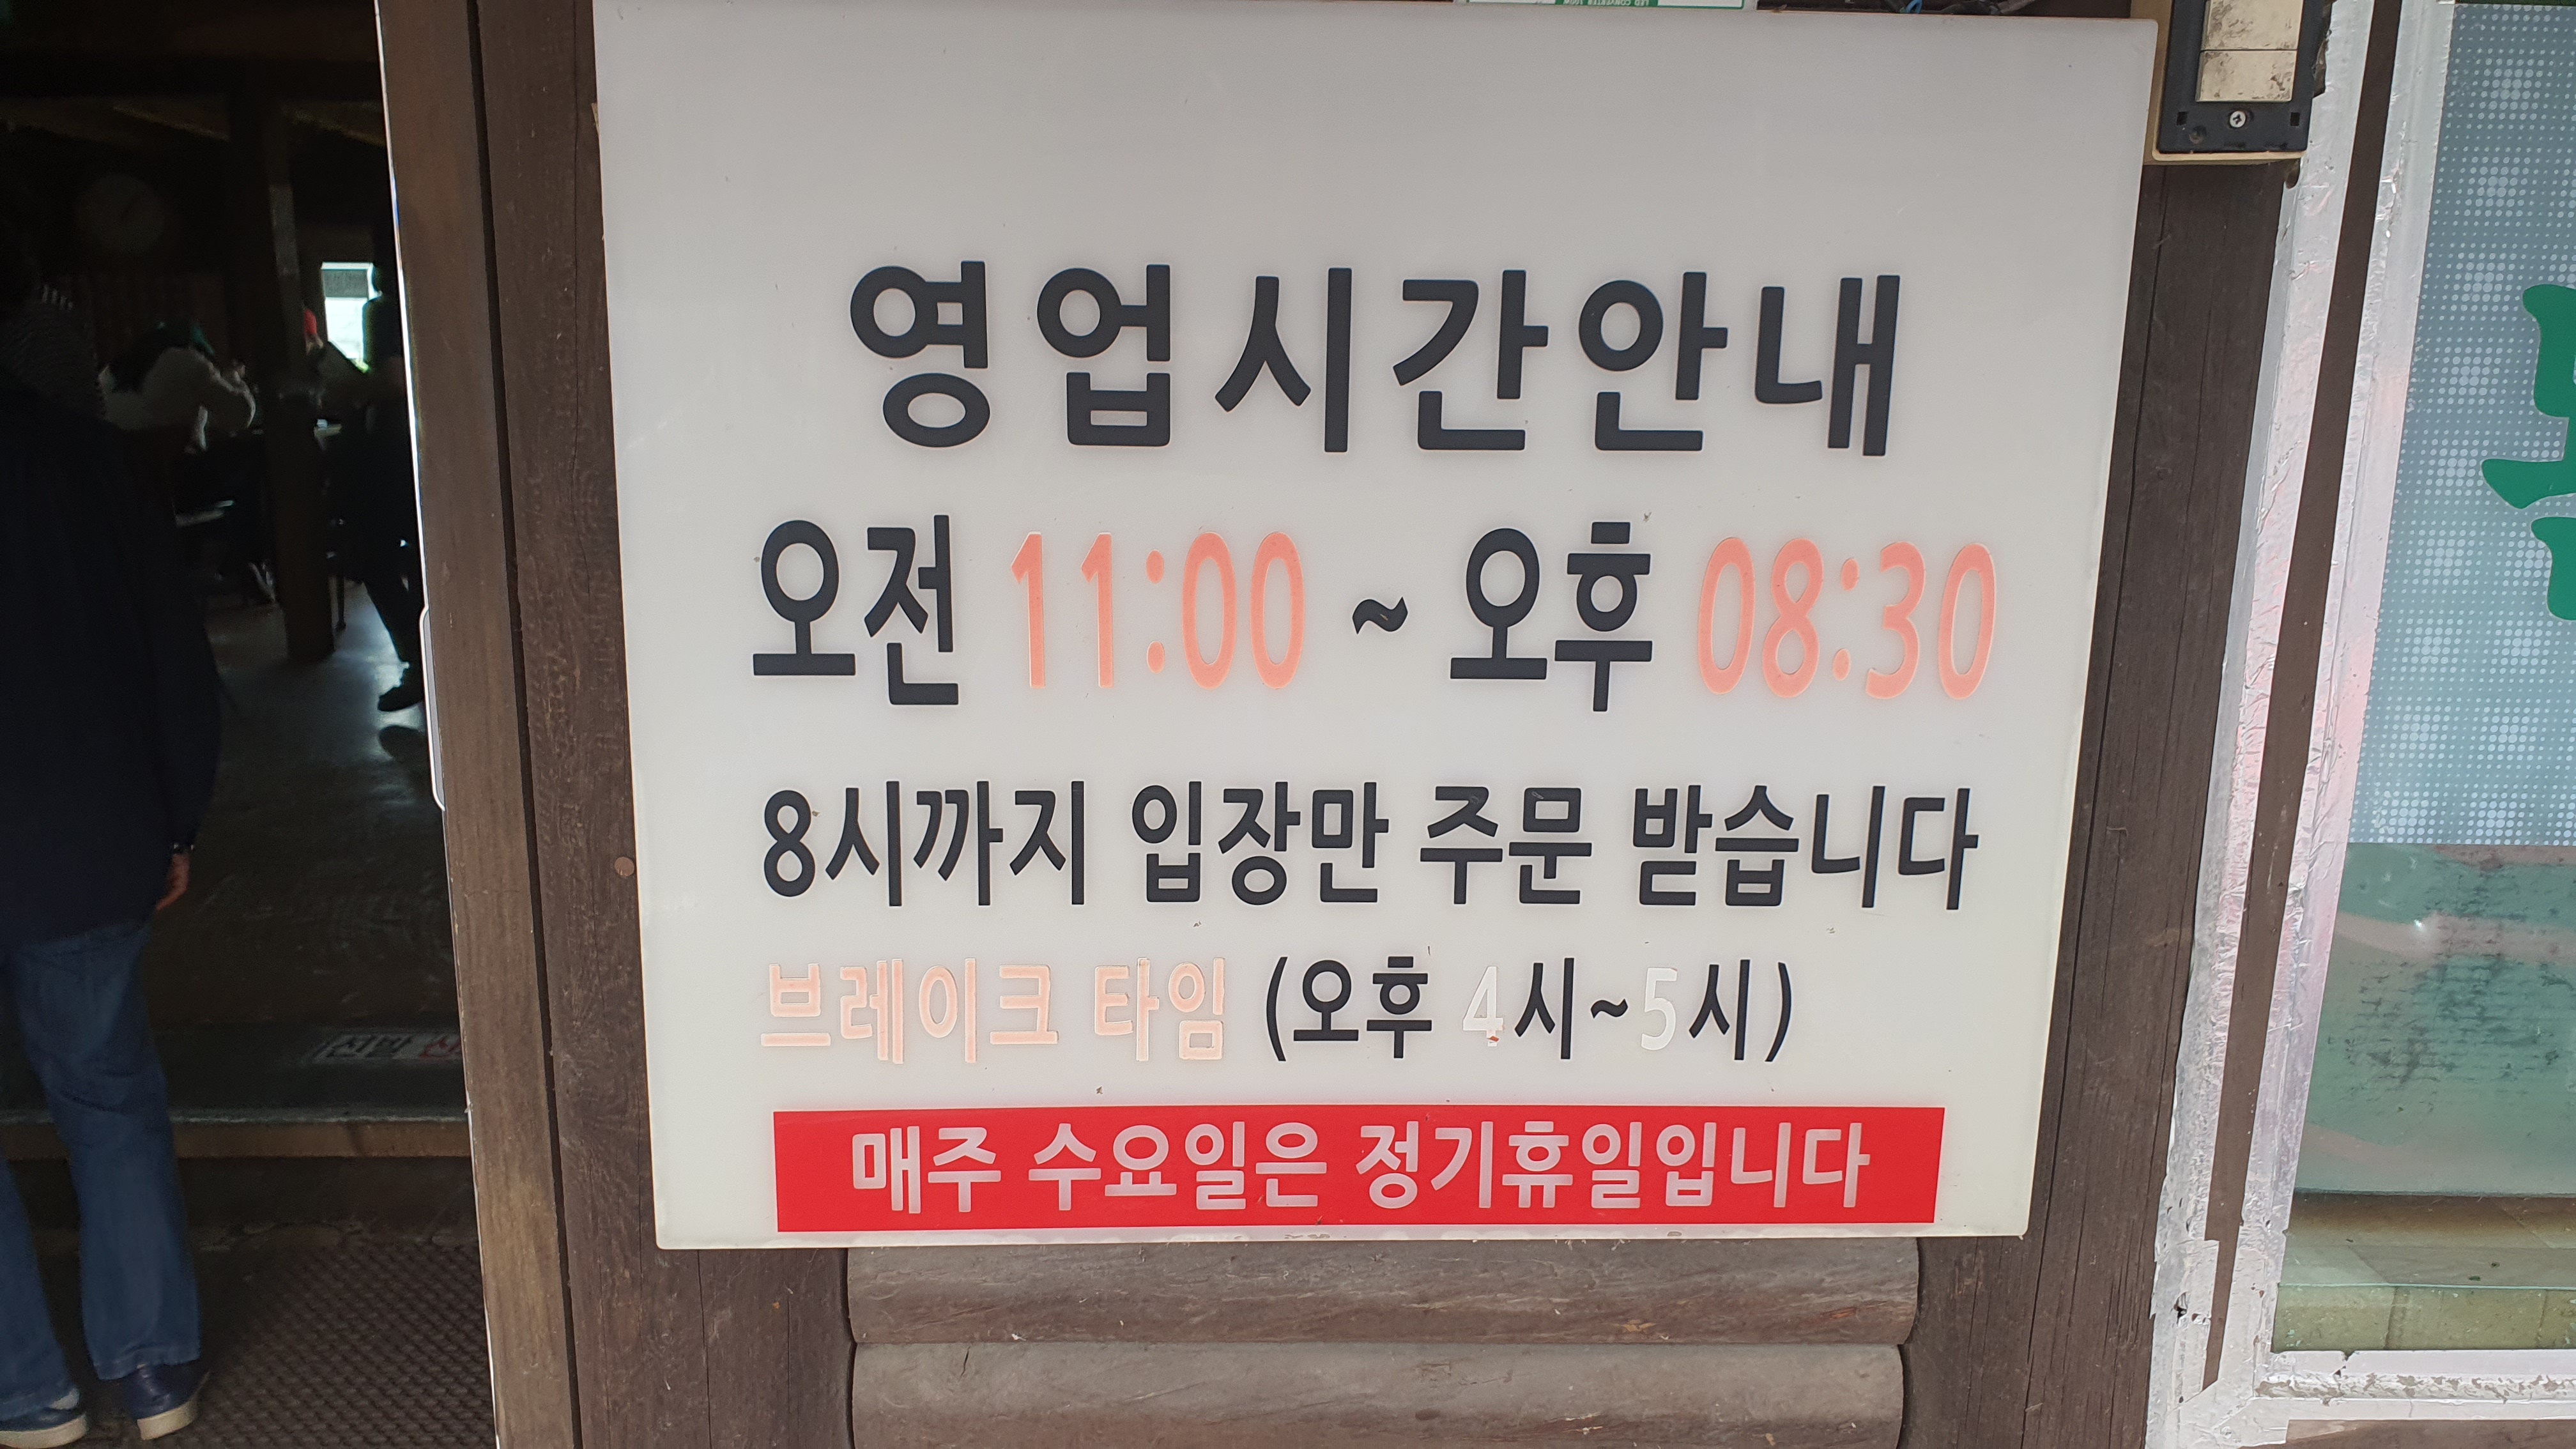 영업시간안내
오전 11:00 ~ 오후 08:30
8시까지 입장만 주문 받습니다
브레이크 타임 (오후 4시~5시)
매주 수요일은 정기휴일입니다